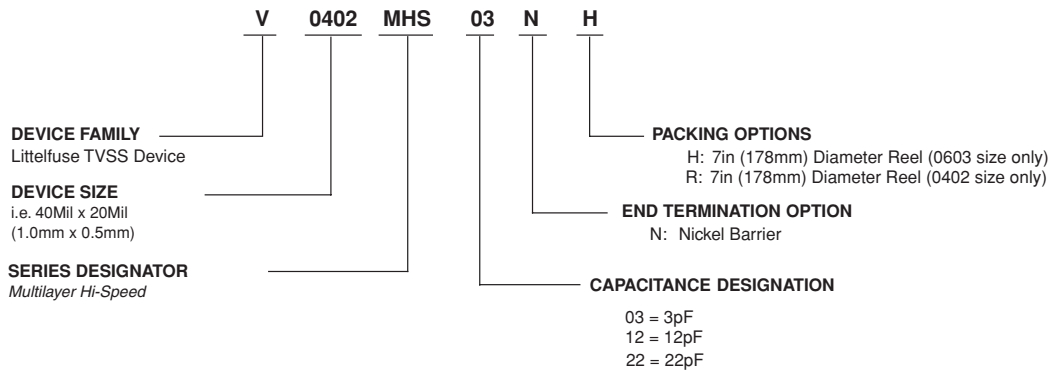 V 0402 MHS 03 N H
DEVICE FAMILY
Littelfuse TVSS Device
DEVICE SIZE
i.e. 40Mil x 20Mil
(1.0mm x 0.5mm)
SERIES DESIGNATOR
Multilayer Hi-Speed
PACKING OPTIONS
H: 7in (178mm) Diameter Reel (0603 size only)
R: 7in (178mm) Diameter Reel (0402 size only)
END TERMINATION OPTION
N: Nickel Barrier
CAPACITANCE DESIGNATION
03 = 3pF
12 = 12pF
22 = 22pF